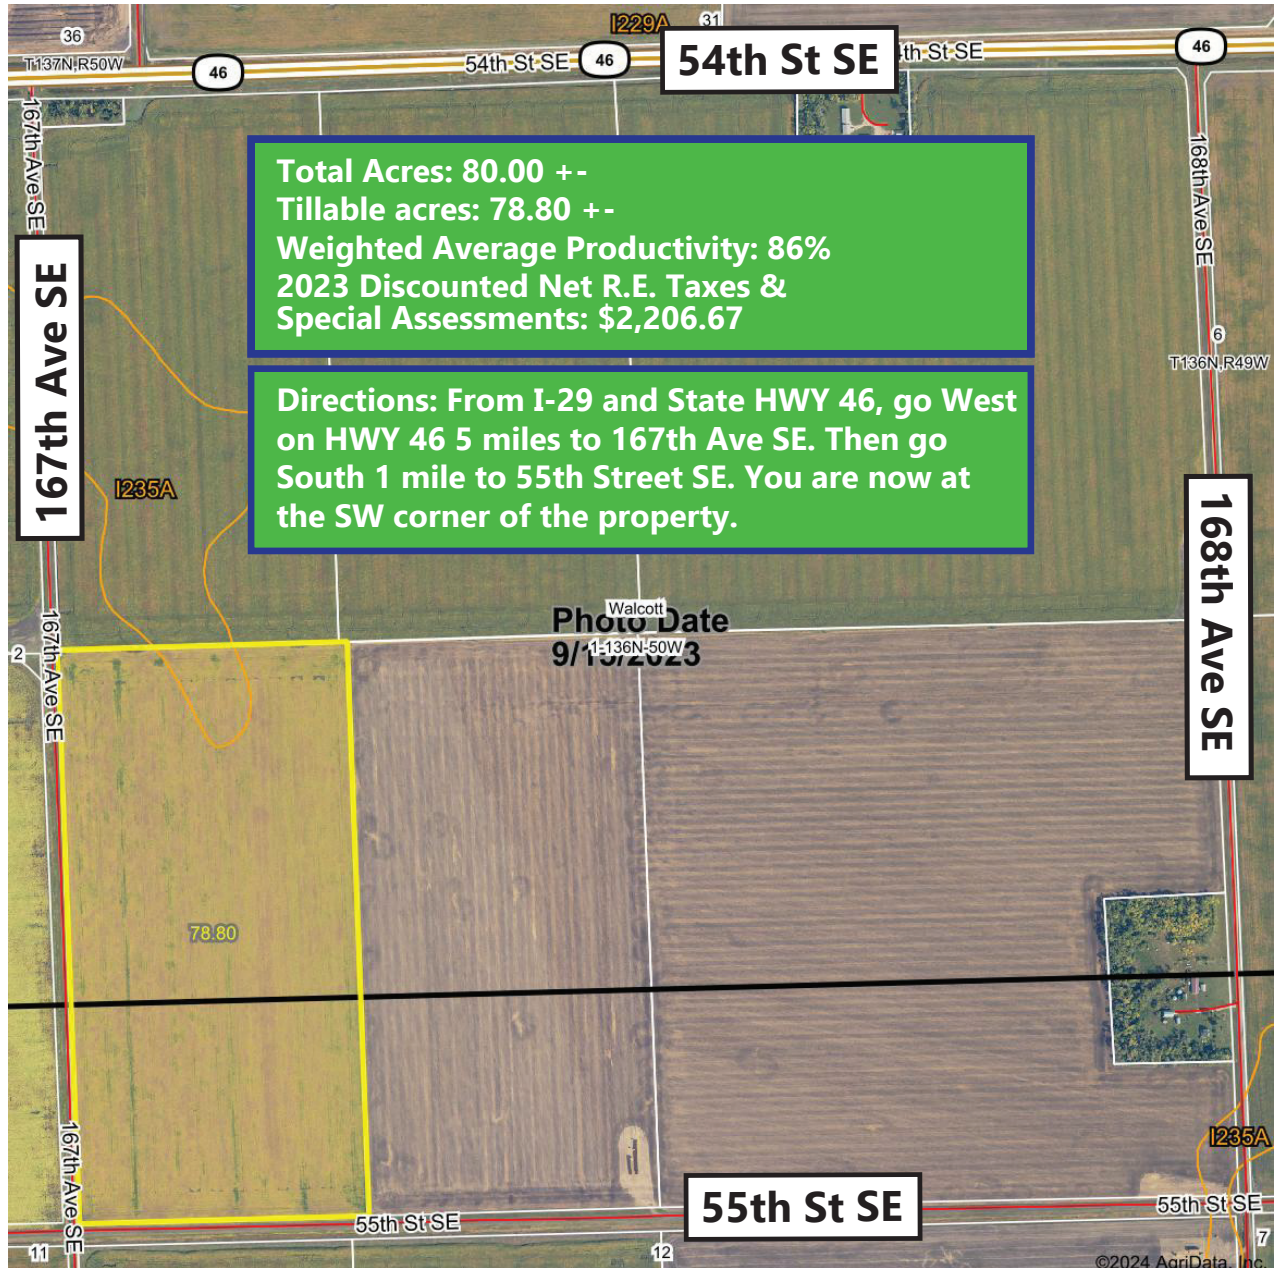 36
31
I229A
T137N,R50W
46
54th St SE
46
54th St SE
4th St SE
46
167th Ave SE
168th Ave SE
Total Acres: 80.00 +-
Tillable acres: 78.80 +-
Weighted Average Productivity: 86%
2023 Discounted Net R.E. Taxes &
Special Assessments: $2,206.67
167th Ave SE
6
T136N,R49W
Directions: From I-29 and State HWY 46, go West
on HWY 46 5 miles to 167th Ave SE. Then go
South 1 mile to 55th Street SE. You are now at
the SW corner of the property.
I235A
168th Ave SE
Walcott
Photo Date
1-136N-50W
9/15/2023
2
167th Ave SE
78.80
167th Ave SE
I235A
55th St SE
55th St SE
55th St SE
11
12
7
©2024 AgriData, Inc.